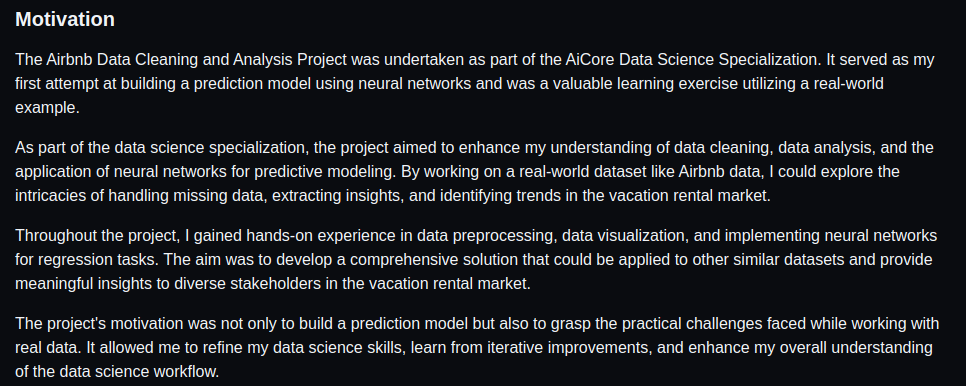 Motivation
The Airbnb Data Cleaning and Analysis Project was undertaken as part of the AiCore Data Science Specialization. It served as my
first attempt at building a prediction model using neural networks and was a valuable learning exercise utilizing a real-world
example.
As part of the data science specialization, the project aimed to enhance my understanding of data cleaning, data analysis, and the
application of neural networks for predictive modeling. By working on a real-world dataset like Airbnb data, I could explore the
intricacies of handling missing data, extracting insights, and identifying trends in the vacation rental market.
Throughout the project, I gained hands-on experience in data preprocessing, data visualization, and implementing neural networks
for regression tasks. The aim was to develop a comprehensive solution that could be applied to other similar datasets and provide
meaningful insights to diverse stakeholders in the vacation rental market.
The project's motivation was not only to build a prediction model but also to grasp the practical challenges faced while working with
real data. It allowed me to refine my data science skills, learn from iterative improvements, and enhance my overall understanding
of the data science workflow.